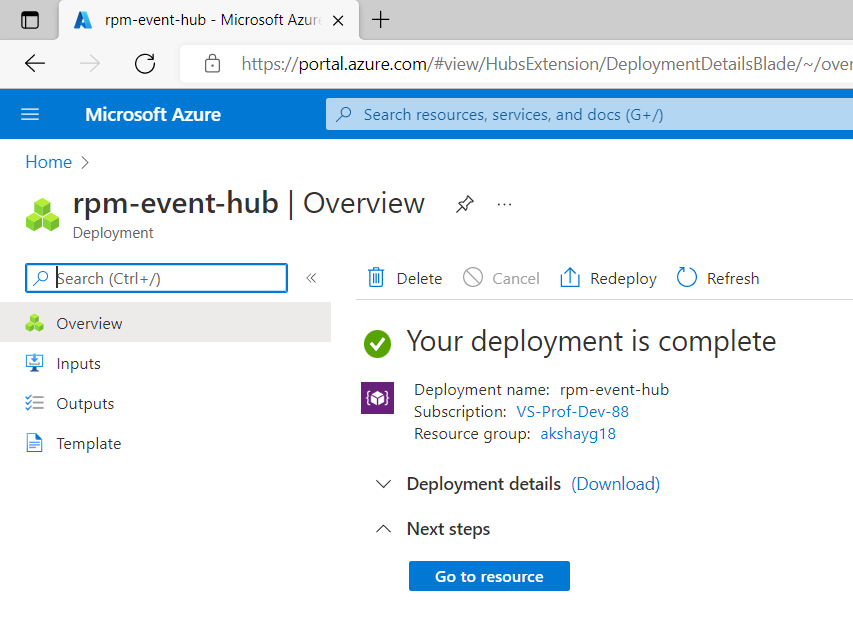 rpm-event-hub - Microsoft Azure
https://portal.azure.com/#view/HubsExtension/DeploymentDetailsBlade/~/over
Microsoft Azure
Search resources, services, and docs (G+/)
Home
rpm-event-hub | Overview
...
Deployment
Search (Ctrl+/)
«
Delete
Cancel
Redeploy
Refresh
Overview
Inputs
Outputs
Template
Your deployment is complete
Deployment name: rpm-event-hub
Subscription: VS-Prof-Dev-88
Resource group: akshayg18
Deployment details (Download)
Next steps
Go to resource